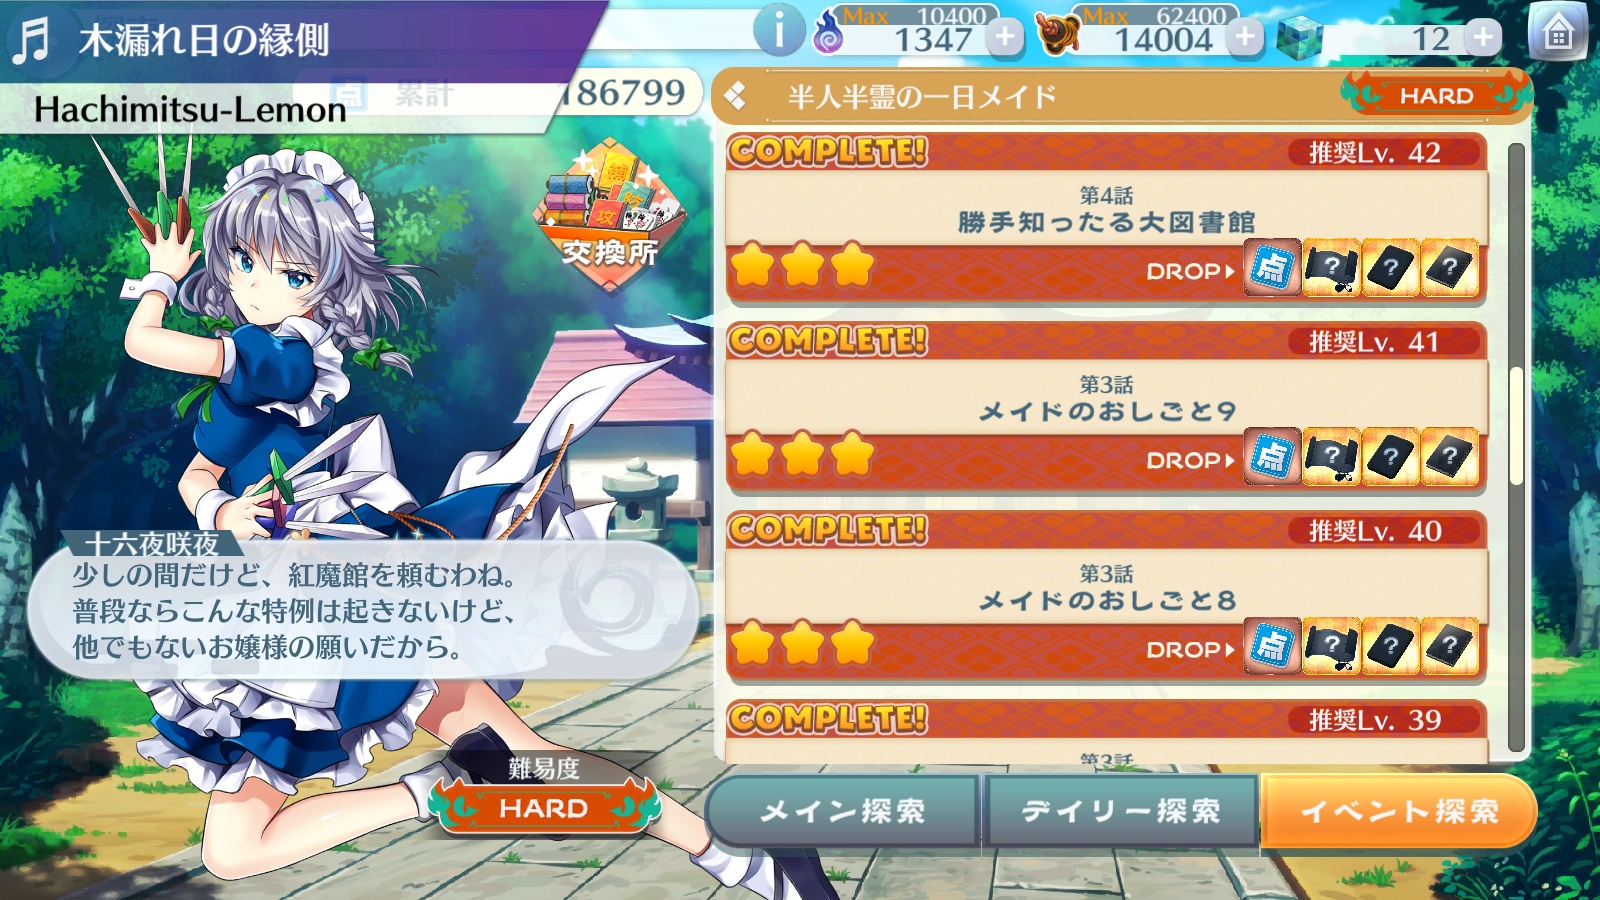 木漏れ日の縁側
Hachimitsu-Lemon
点 累計 186799
i
Max 10400
1347 +
Max 62400
14004 +
12 +
半人半霊の一日メイド
HARD
交換所
COMPLETE!
推奨Lv. 42
第4話
勝手知ったる大図書館
DROP
点 ? ? ?
COMPLETE!
推奨Lv. 41
第3話
メイドのおしごと9
DROP
点 ? ? ?
COMPLETE!
推奨Lv. 40
第3話
メイドのおしごと8
DROP
点 ? ? ?
COMPLETE!
推奨Lv. 39
第3話
十六夜咲夜
少しの間だけど、紅魔館を頼むわね。
普段ならこんな特例は起きないけど、
他でもないお嬢様の願いだから。
難易度
HARD
メイン探索
デイリー探索
イベント探索